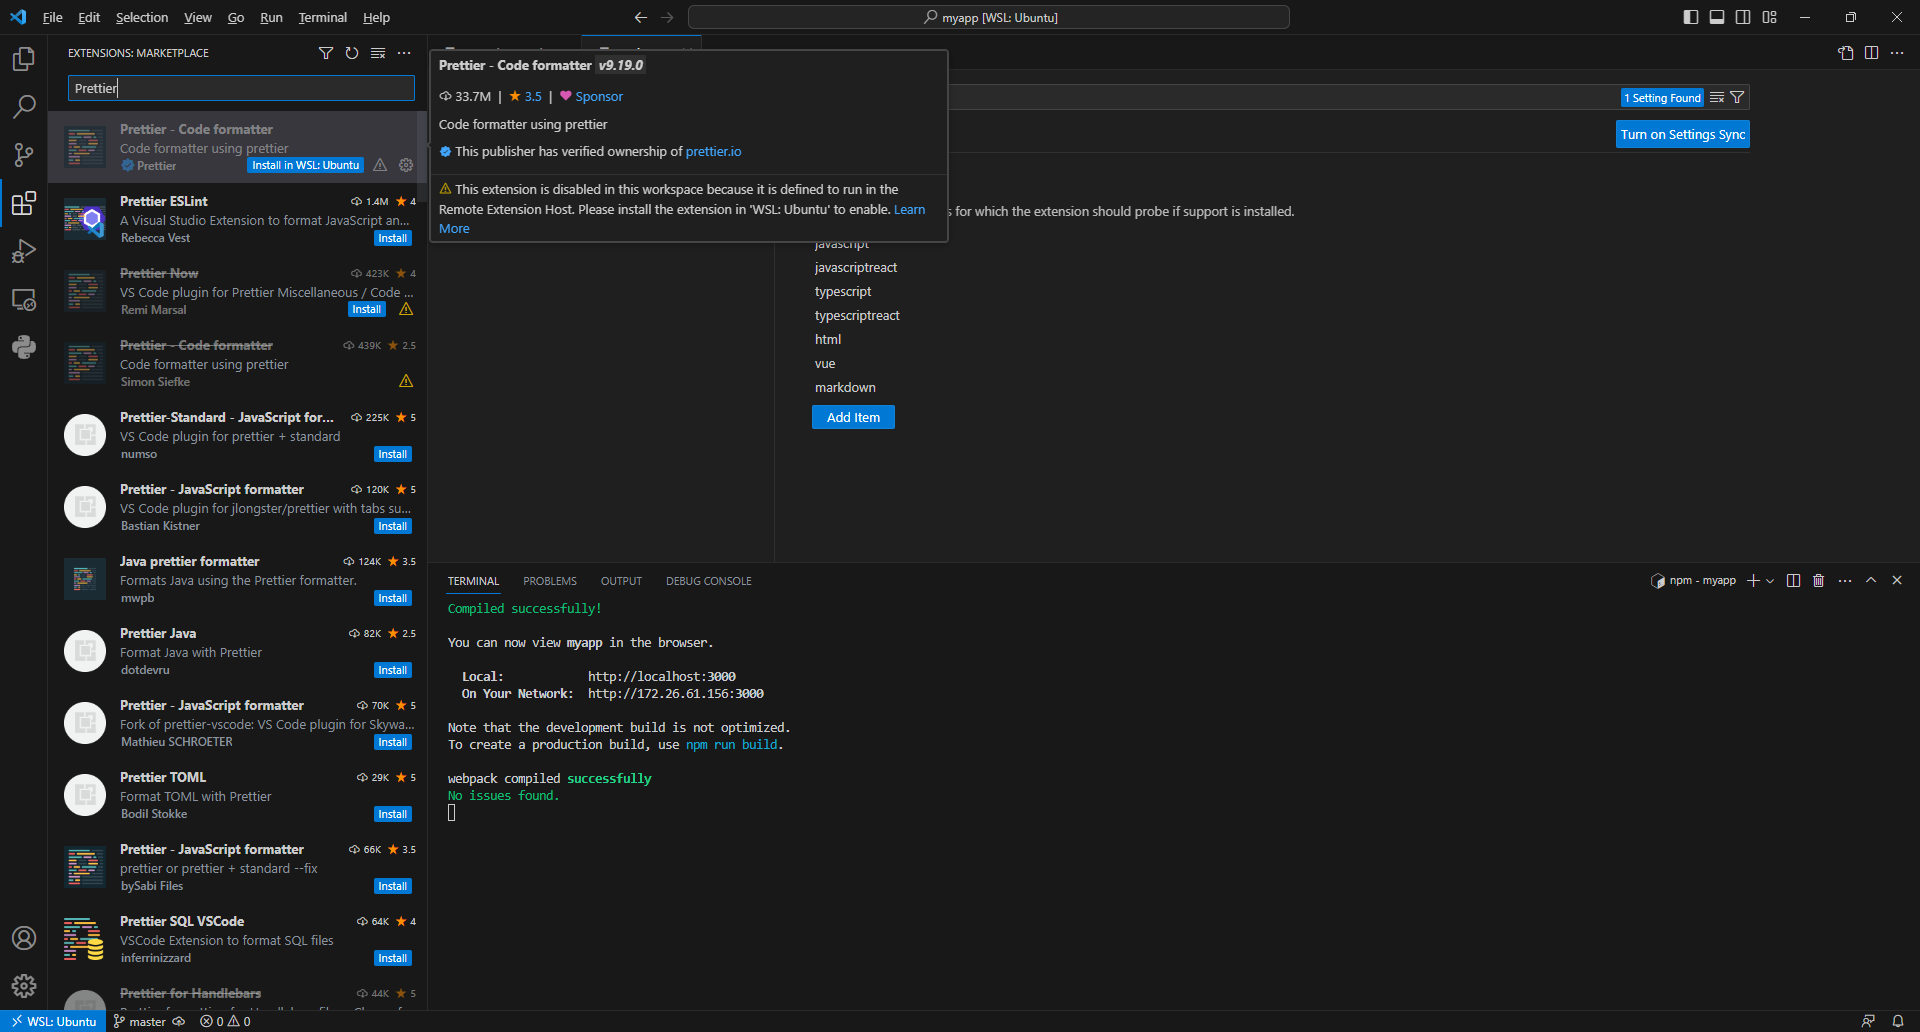 File Edit Selection View Go Run Terminal Help
myapp [WSL: Ubuntu]
EXTENSIONS: MARKETPLACE
Prettier
Prettier - Code formatter
Code formatter using prettier
Prettier Install in WSL: Ubuntu
Prettier ESLint 1.4M 4
A Visual Studio Extension to format JavaScript an...
Rebecca Vest Install
Prettier Now 423K 4
VS Code plugin for Prettier Miscellaneous / Code ...
Remi Marsal Install
Prettier - Code formatter 439K 2.5
Code formatter using prettier
Simon Siefke
Prettier-Standard - JavaScript for... 225K 5
VS Code plugin for prettier + standard
numso Install
Prettier - JavaScript formatter 120K 5
VS Code plugin for jlongster/prettier with tabs su...
Bastian Kistner Install
Java prettier formatter 124K 3.5
Formats Java using the Prettier formatter.
mwpb Install
Prettier Java 82K 2.5
Format Java with Prettier
dotdevru Install
Prettier - JavaScript formatter 70K 5
Fork of prettier-vscode: VS Code plugin for Skywa...
Mathieu SCHROETER Install
Prettier TOML 29K 5
Format TOML with Prettier
Bodil Stokke Install
Prettier - JavaScript formatter 66K 3.5
prettier or prettier + standard --fix
bySabi Files Install
Prettier SQL VSCode 64K 4
VSCode Extension to format SQL files
inferrinizzard Install
Prettier for Handlebars 44K 5
Prettier - Code formatter v9.19.0
33.7M | 3.5 | Sponsor
Code formatter using prettier
This publisher has verified ownership of prettier.io
This extension is disabled in this workspace because it is defined to run in the
Remote Extension Host. Please install the extension in 'WSL: Ubuntu' to enable. Learn
More
1 Setting Found
Turn on Settings Sync
s for which the extension should probe if support is installed.
javascript
javascriptreact
typescript
typescriptreact
html
vue
markdown
Add Item
TERMINAL PROBLEMS OUTPUT DEBUG CONSOLE
npm - myapp
Compiled successfully!
You can now view myapp in the browser.
Local: http://localhost:3000
On Your Network: http://172.26.61.156:3000
Note that the development build is not optimized.
To create a production build, use npm run build.
webpack compiled successfully
No issues found.
WSL: Ubuntu master 0 0